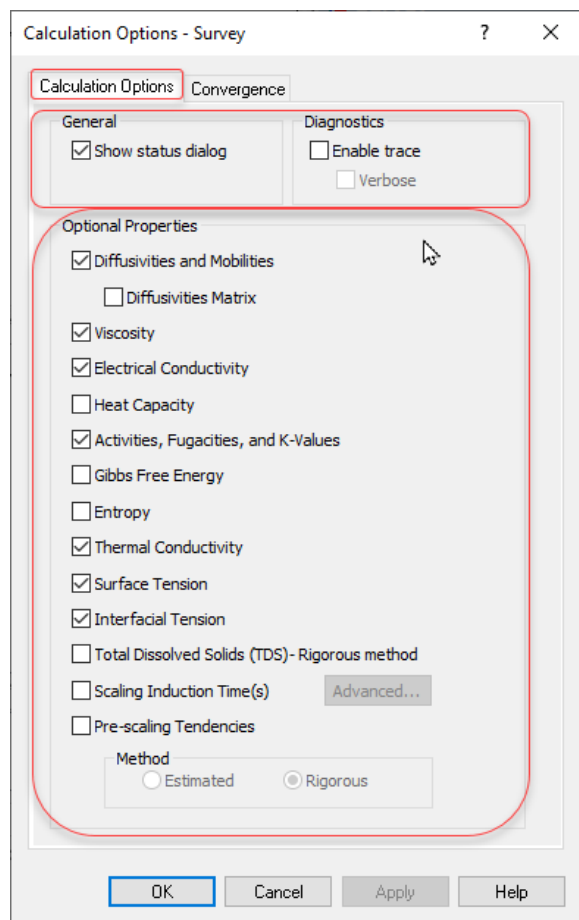 Calculation Options - Survey ?
Calculation Options Convergence
General Diagnostics
Show status dialog Enable trace
Verbose
Optional Properties
Diffusivities and Mobilities
Diffusivities Matrix
Viscosity
Electrical Conductivity
Heat Capacity
Activities, Fugacities, and K-Values
Gibbs Free Energy
Entropy
Thermal Conductivity
Surface Tension
Interfacial Tension
Total Dissolved Solids (TDS)- Rigorous method
Scaling Induction Time(s) Advanced...
Pre-scaling Tendencies
Method
Estimated Rigorous
OK Cancel Apply Help